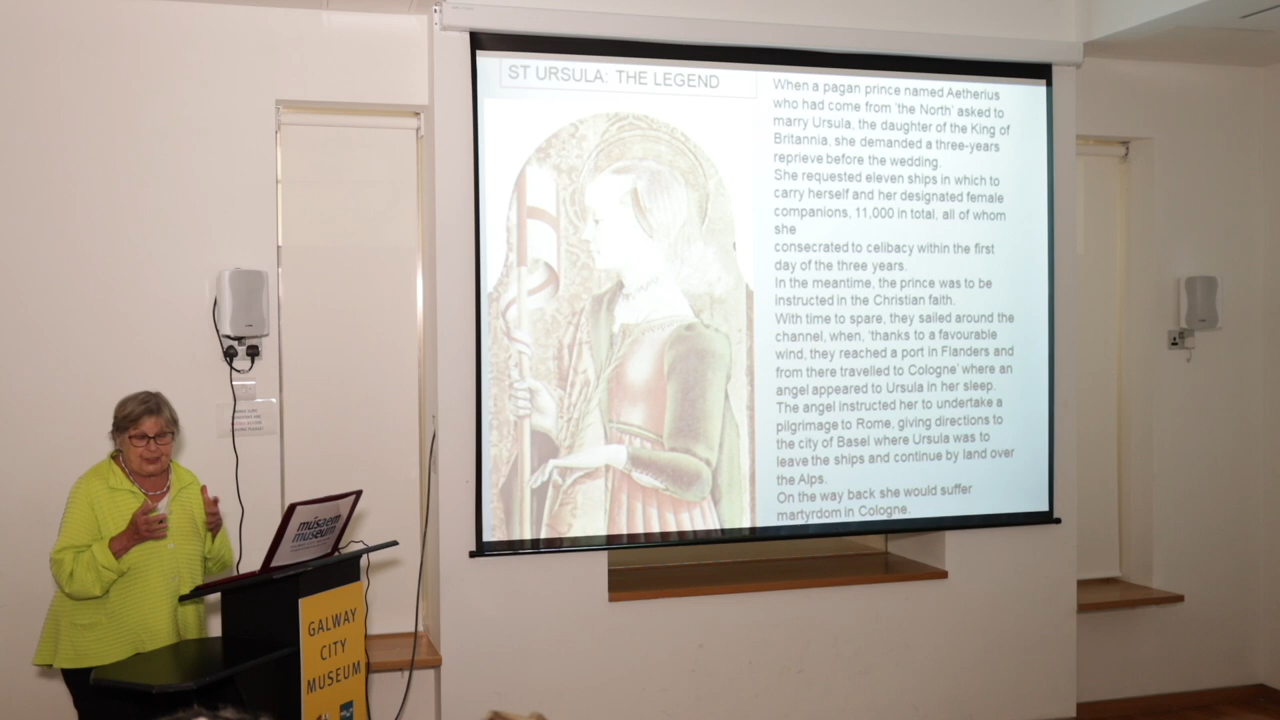 ST URSULA: THE LEGEND
When a pagan prince named Aetherius
who had come from 'the North' asked to
marry Ursula, the daughter of the King of
Britannia, she demanded a three-years
reprieve before the wedding.
She requested eleven ships in which to
carry herself and her designated female
companions, 11,000 in total, all of whom
she
consecrated to celibacy within the first
day of the three years.
In the meantime, the prince was to be
instructed in the Christian faith.
With time to spare, they sailed around the
channel, when, 'thanks to a favourable
wind, they reached a port in Flanders and
from there travelled to Cologne' where an
angel appeared to Ursula in her sleep.
The angel instructed her to undertake a
pilgrimage to Rome, giving directions to
the city of Basel where Ursula was to
leave the ships and continue by land over
the Alps.
On the way back she would suffer
martyrdom in Cologne.
músaem
museum
GALWAY
CITY
MUSEUM